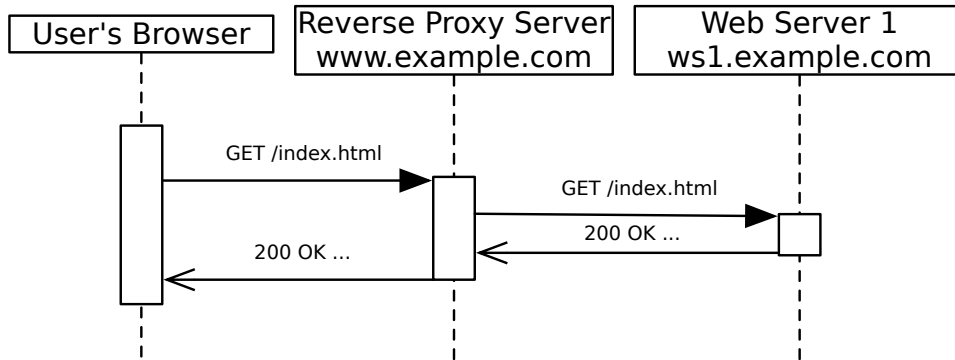 User's Browser
Reverse Proxy Server
www.example.com
Web Server 1
ws1.example.com
GET /index.html
GET /index.html
200 OK ...
200 OK ...